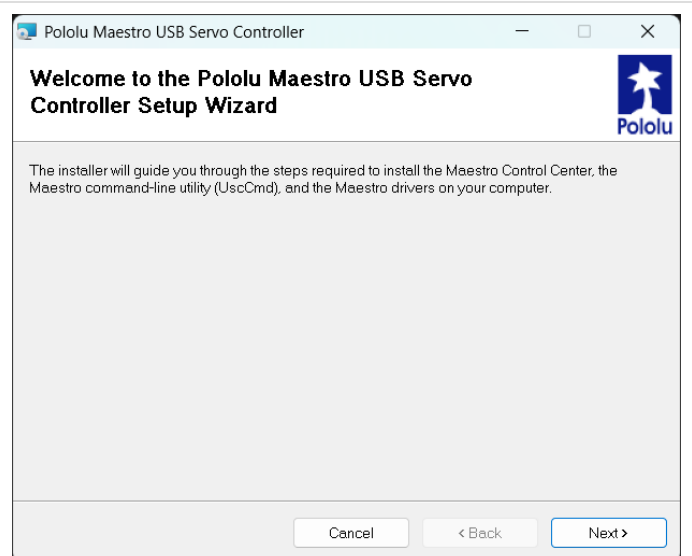 Pololu Maestro USB Servo Controller
Welcome to the Pololu Maestro USB Servo
Controller Setup Wizard
Pololu
The installer will guide you through the steps required to install the Maestro Control Center, the
Maestro command-line utility (UscCmd), and the Maestro drivers on your computer.
Cancel
< Back
Next >